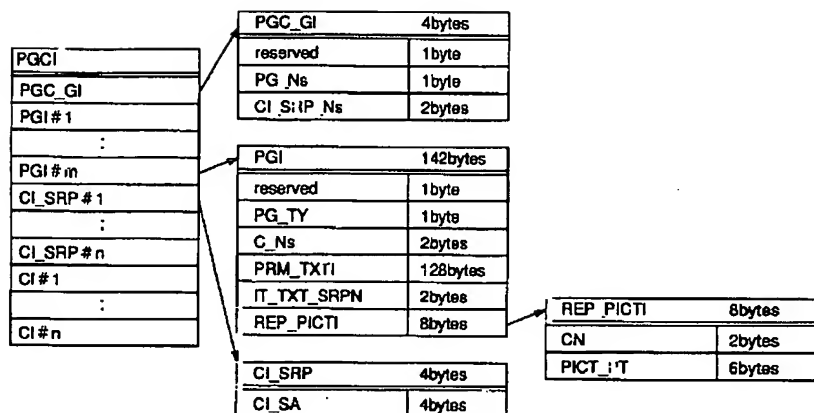 PGCI
PGC_GI
PGI#1
:
PGI#m
CI_SRP#1
:
CI_SRP#n
CI#1
:
CI#n
PGC_GI 4bytes
reserved 1byte
PG_Ns 1byte
CI_SRP_Ns 2bytes
PGI 142bytes
reserved 1byte
PG_TY 1byte
C_Ns 2bytes
PRM_TXTI 128bytes
IT_TXT_SRPN 2bytes
REP_PICTI 8bytes
CI_SRP 4bytes
CI_SA 4bytes
REP_PICTI 8bytes
CN 2bytes
PICT_PT 6bytes